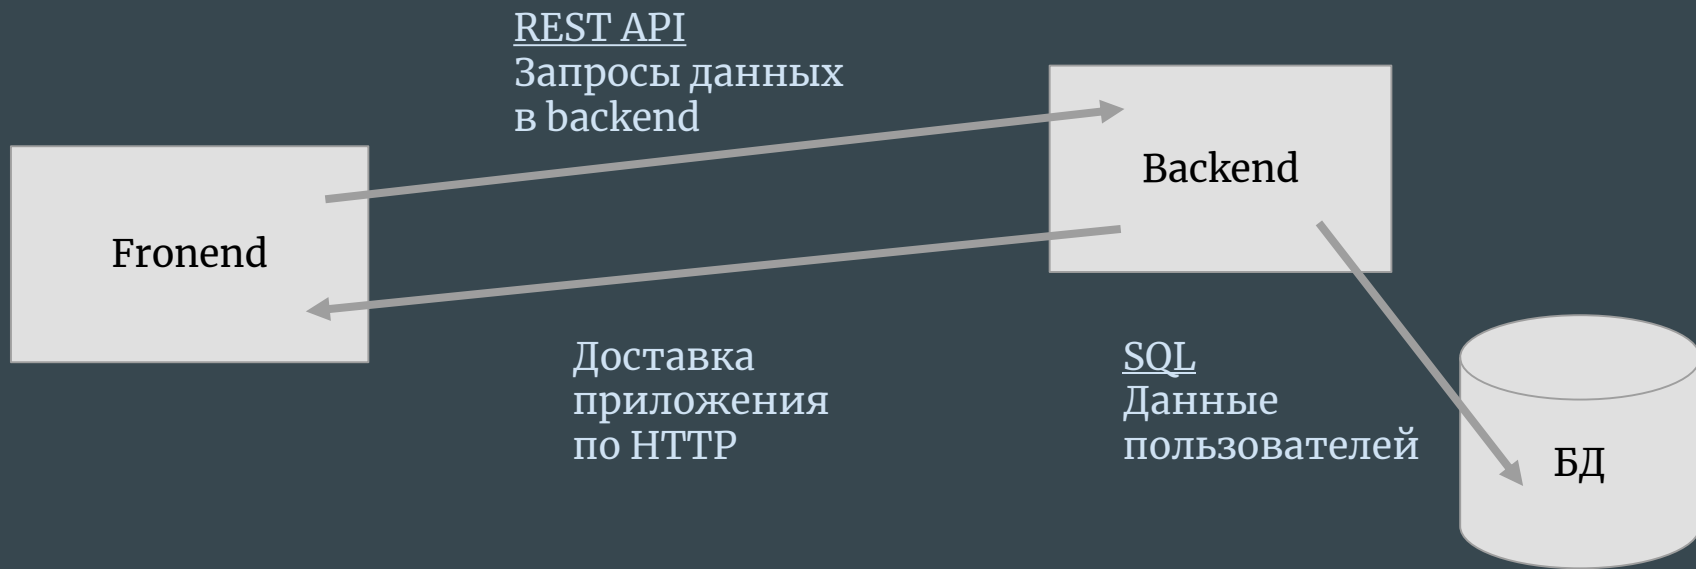 REST API
Запросы данных
в backend
Backend
Fronend
Доставка
приложения
по HTTP
SQL
Данные
пользователей
БД